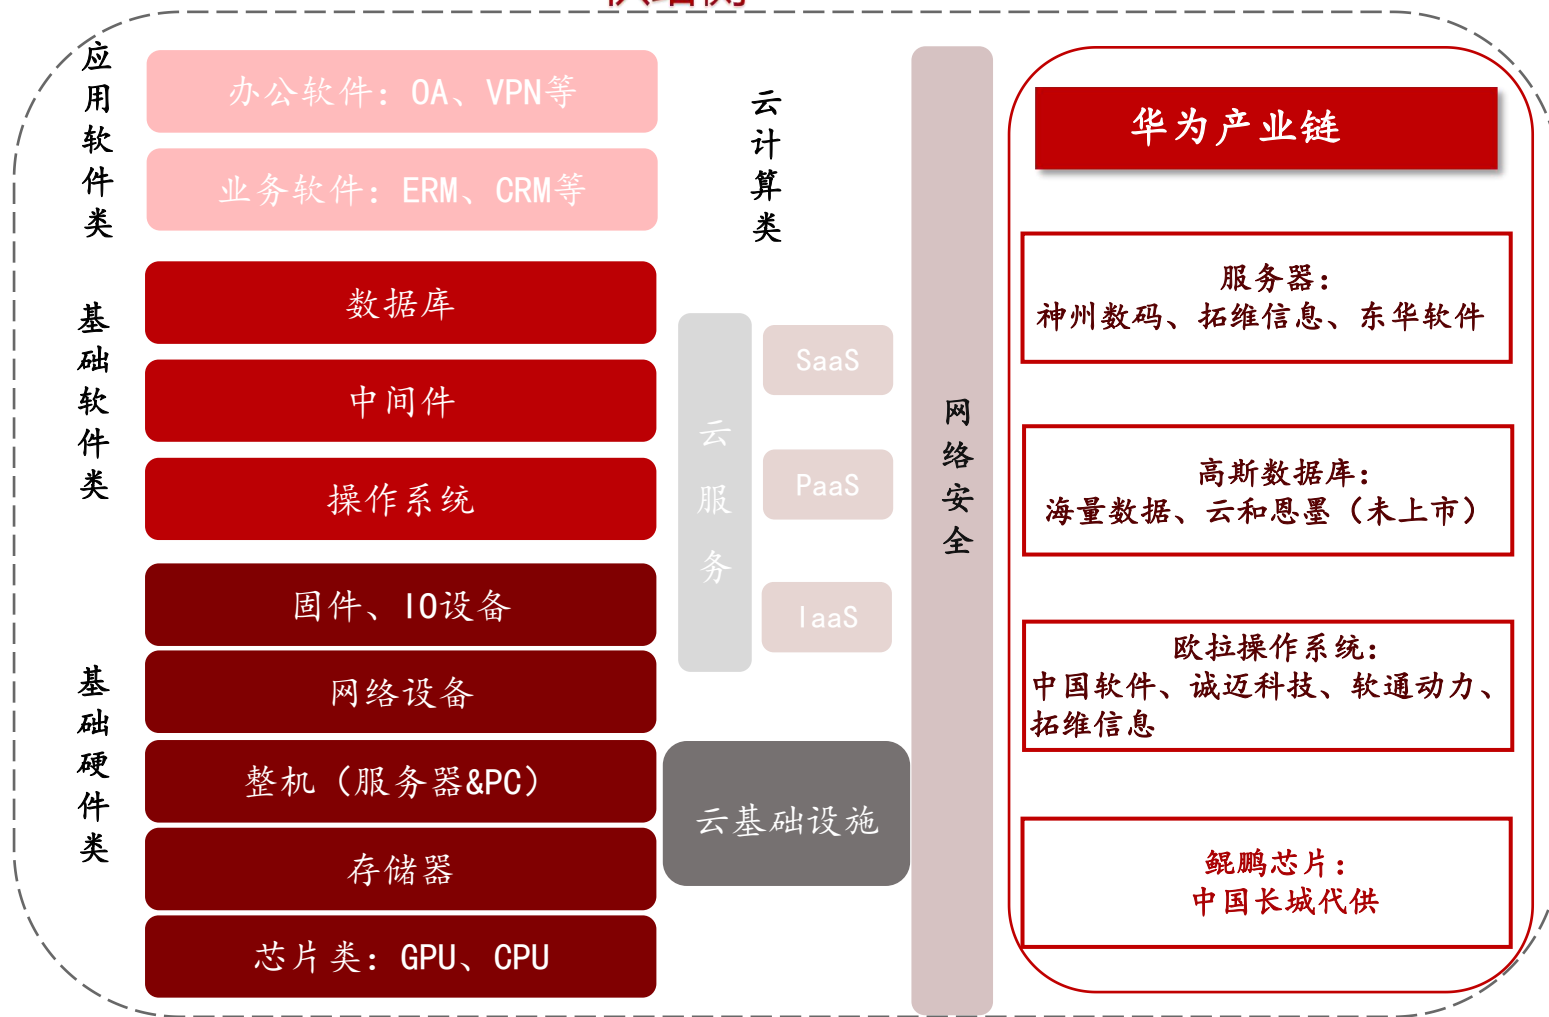 应用软件类
办公软件：OA、VPN等
业务软件：ERM、CRM等
基础软件类
数据库
中间件
操作系统
基础硬件类
固件、IO设备
网络设备
整机（服务器&PC）
存储器
芯片类：GPU、CPU
云计算类
云服务
SaaS
PaaS
IaaS
云基础设施
网络安全
华为产业链
服务器：
神州数码、拓维信息、东华软件
高斯数据库：
海量数据、云和恩墨（未上市）
欧拉操作系统：
中国软件、诚迈科技、软通动力、
拓维信息
鲲鹏芯片：
中国长城代供